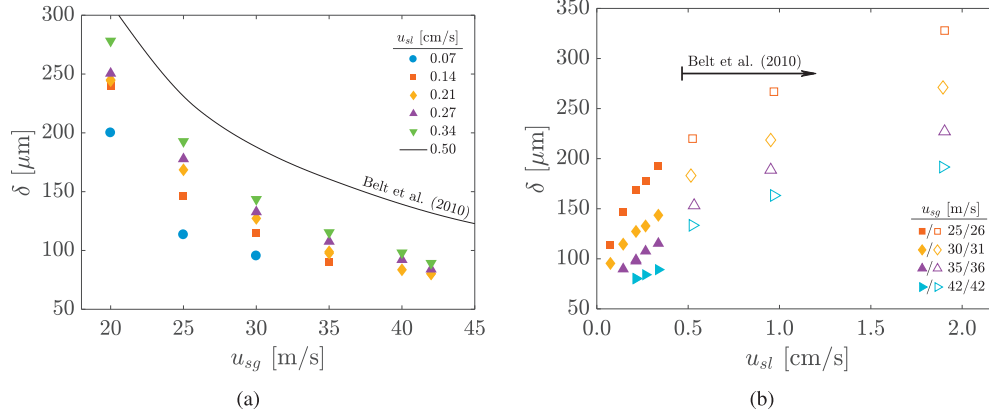 300
250
200
150
100
50
δ [μm]
20 25 30 35 40 45
u_sg [m/s]
u_sl [cm/s]
0.07
0.14
0.21
0.27
0.34
0.50
Belt et al. (2010)
(a)
350
300
250
200
150
100
50
δ [μm]
0.0 0.5 1.0 1.5 2.0
u_sl [cm/s]
Belt et al. (2010)
u_sg [m/s]
/ 25/26
/ 30/31
/ 35/36
/ 42/42
(b)